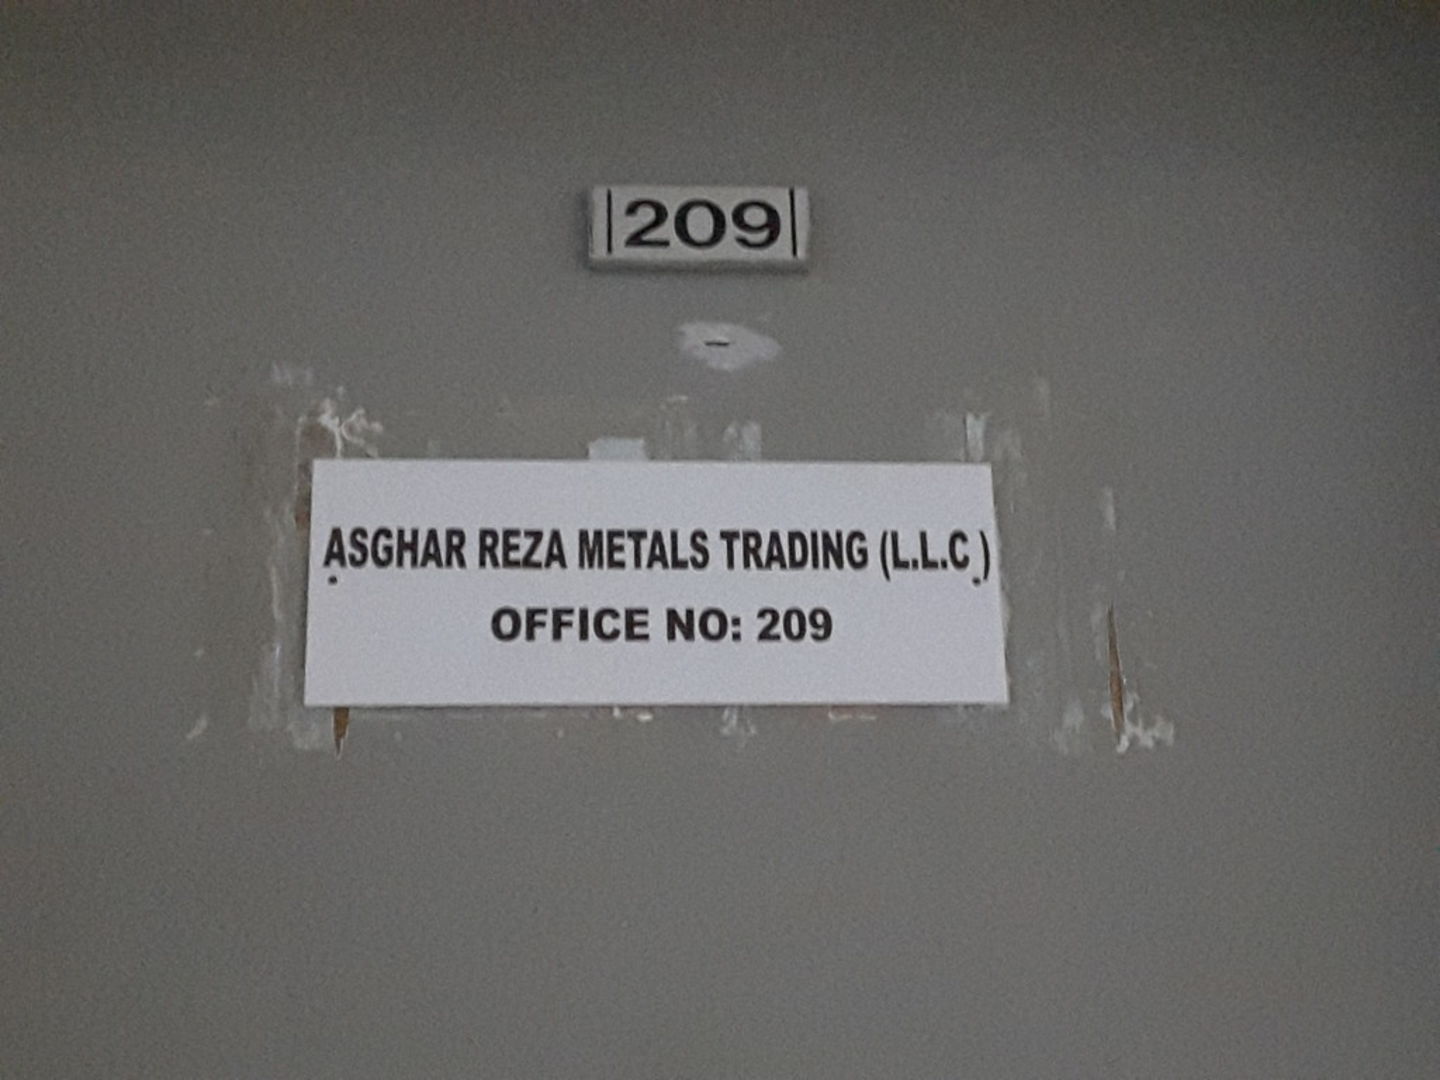 209
ASGHAR REZA METALS TRADING (L.L.C )
OFFICE NO: 209